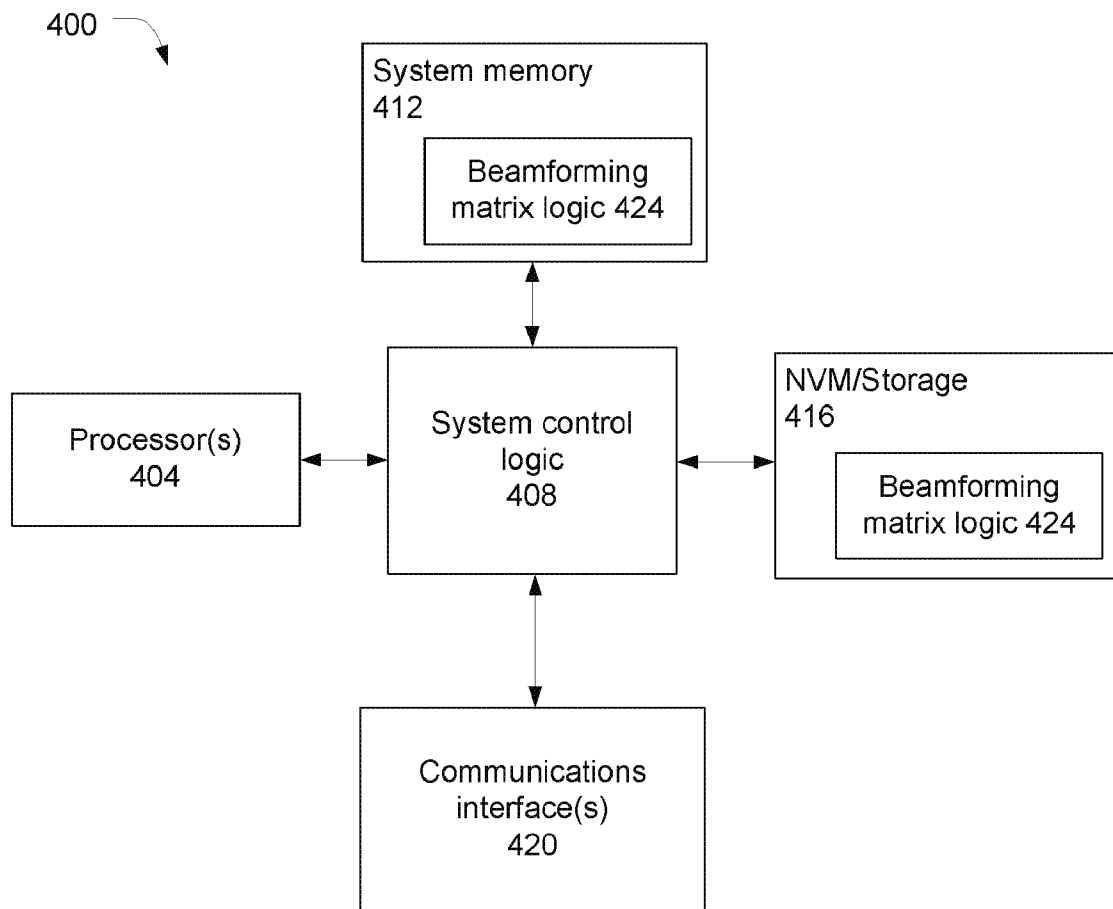 400
System memory
412
Beamforming
matrix logic 424
Processor(s)
404
System control
logic
408
NVM/Storage
416
Beamforming
matrix logic 424
Communications
interface(s)
420